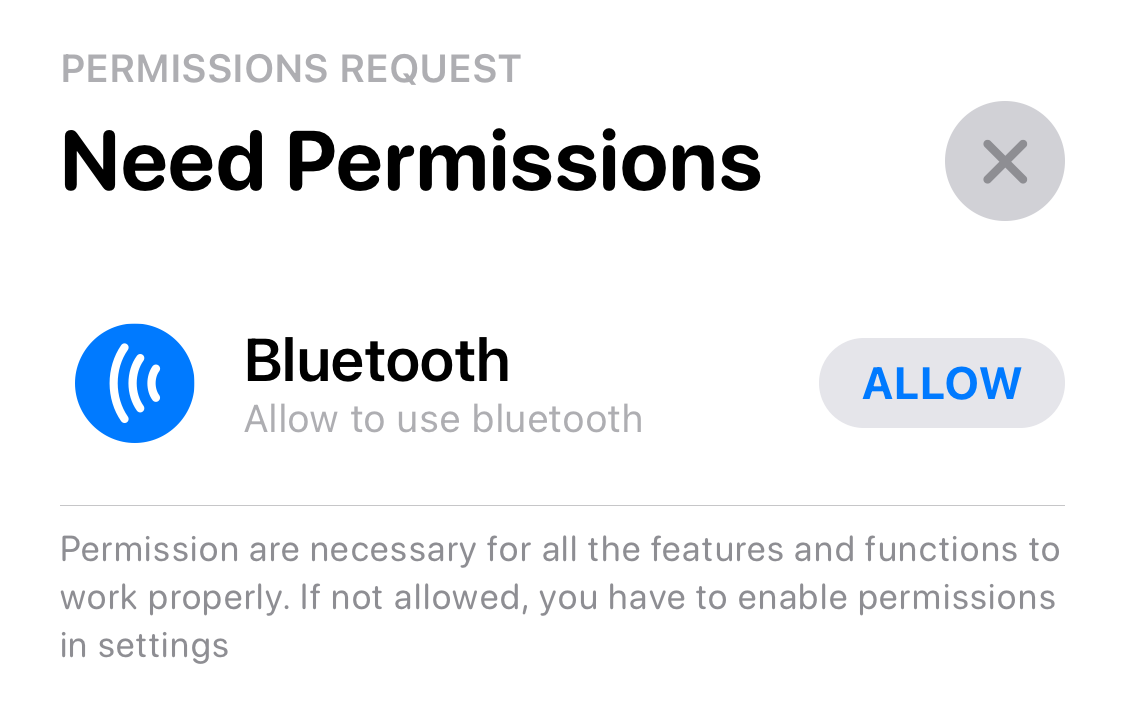 PERMISSIONS REQUEST
Need Permissions
Bluetooth
ALLOW
Allow to use bluetooth
Permission are necessary for all the features and functions to
work properly. If not allowed, you have to enable permissions
in settings